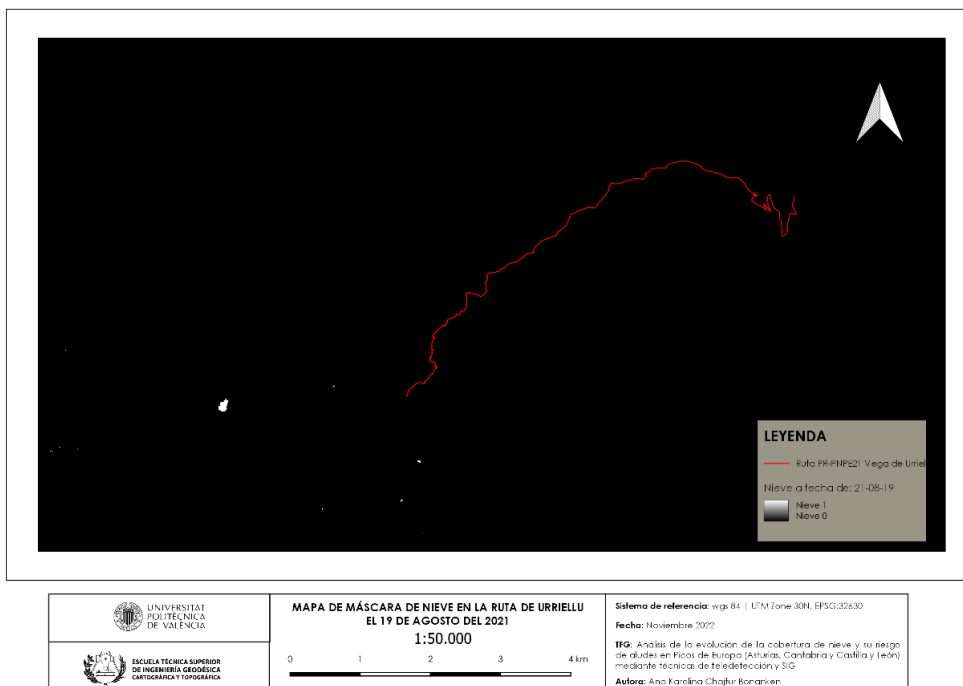 LEYENDA
Ruta PR-PNPE21 Vega de Urriel
Nieve a fecha de: 21-08-19
Nieve 1
Nieve 0
UNIVERSITAT
POLITÈCNICA
DE VALÈNCIA
ESCUELA TÉCNICA SUPERIOR
DE INGENIERÍA GEODÉSICA
CARTOGRÁFICA Y TOPOGRÁFICA
MAPA DE MÁSCARA DE NIEVE EN LA RUTA DE URRIELLU
EL 19 DE AGOSTO DEL 2021
1:50.000
0 1 2 3 4 km
Sistema de referencia: wgs 84 | UTM Zone 30N, EPSG:32630
Fecha: Noviembre 2022
TFG: Análisis de la evolución de la cobertura de nieve y su riesgo
de aludes en Picos de Europa (Asturias, Cantabria y Castilla y León)
mediante técnicas de teledetección y SIG
Autora: Ana Karolina Chajtur Bonanken